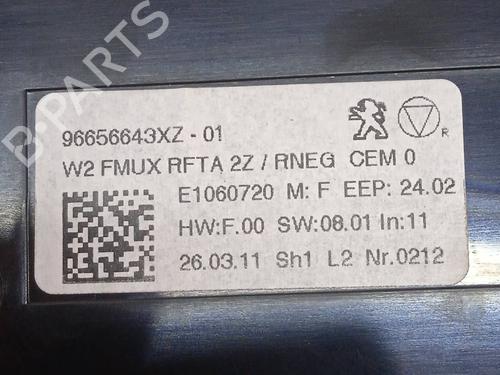 96656643XZ - 01
W2 FMUX RFTA 2Z / RNEG CEM 0
E1060720 M: F EEP: 24.02
HW:F.00 SW:08.01 In:11
26.03.11 Sh1 L2 Nr.0212
R
B-PARTS